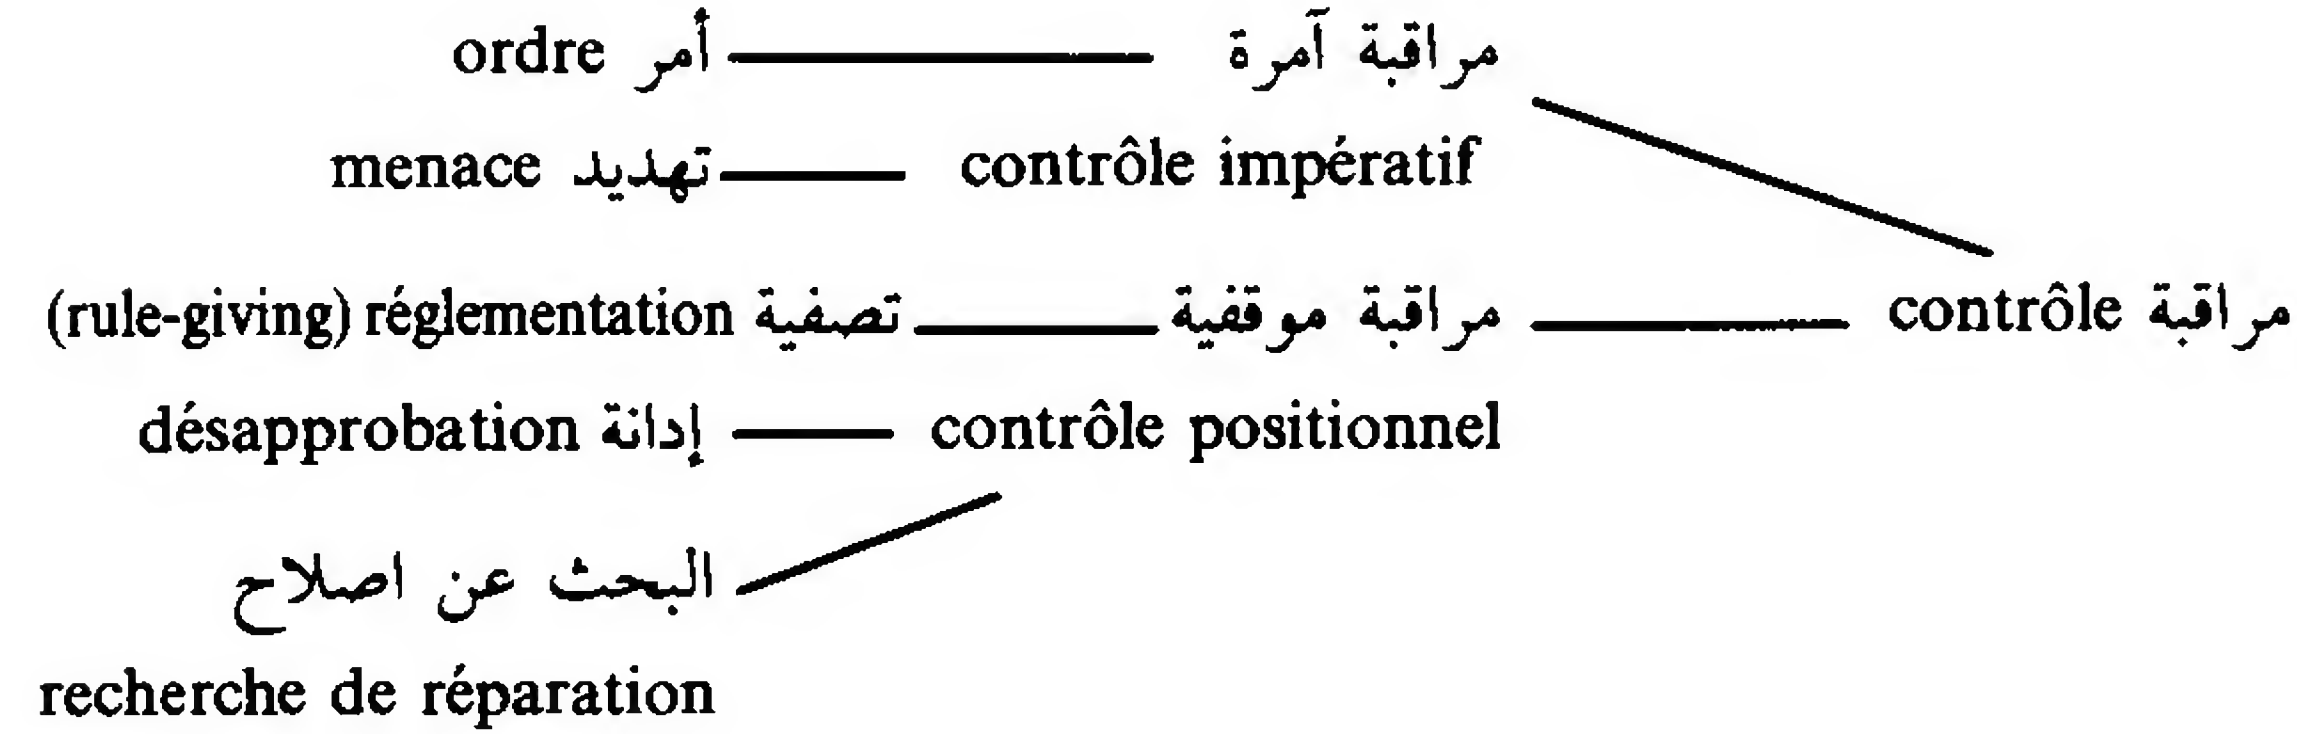 مراقبة آمرة — أمر ordre
contrôle impératif — تهديد menace
مراقبة contrôle — مراقبة موقفية — تصفية réglementation (rule-giving)
contrôle positionnel — إدانة désapprobation
البحث عن اصلاح
recherche de réparation